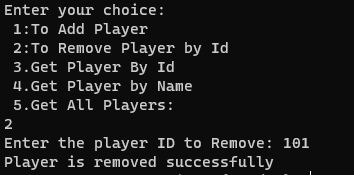 Enter your choice:
1:To Add Player
2:To Remove Player by Id
3.Get Player By Id
4.Get Player by Name
5.Get All Players:
2
Enter the player ID to Remove: 101
Player is removed successfully